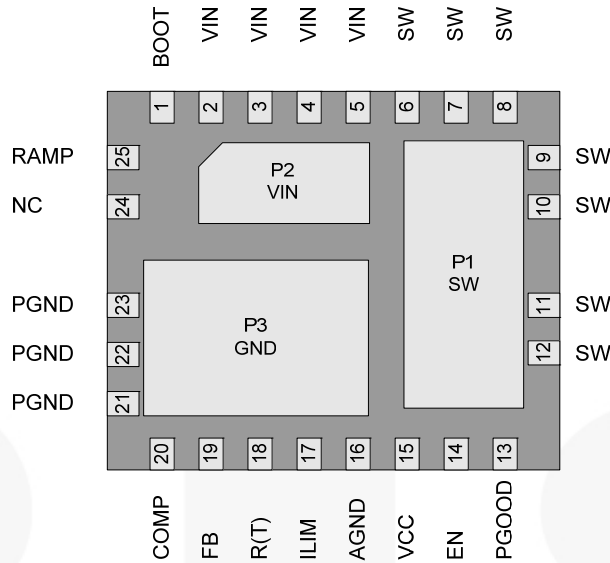 BOOT
VIN
VIN
VIN
VIN
SW
SW
SW
1
2
3
4
5
6
7
8
RAMP
25
NC
24
PGND
23
PGND
22
PGND
21
P2
VIN
P1
SW
P3
GND
9
SW
10
SW
11
SW
12
SW
20
19
18
17
16
15
14
13
COMP
FB
R(T)
ILIM
AGND
VCC
EN
PGOOD